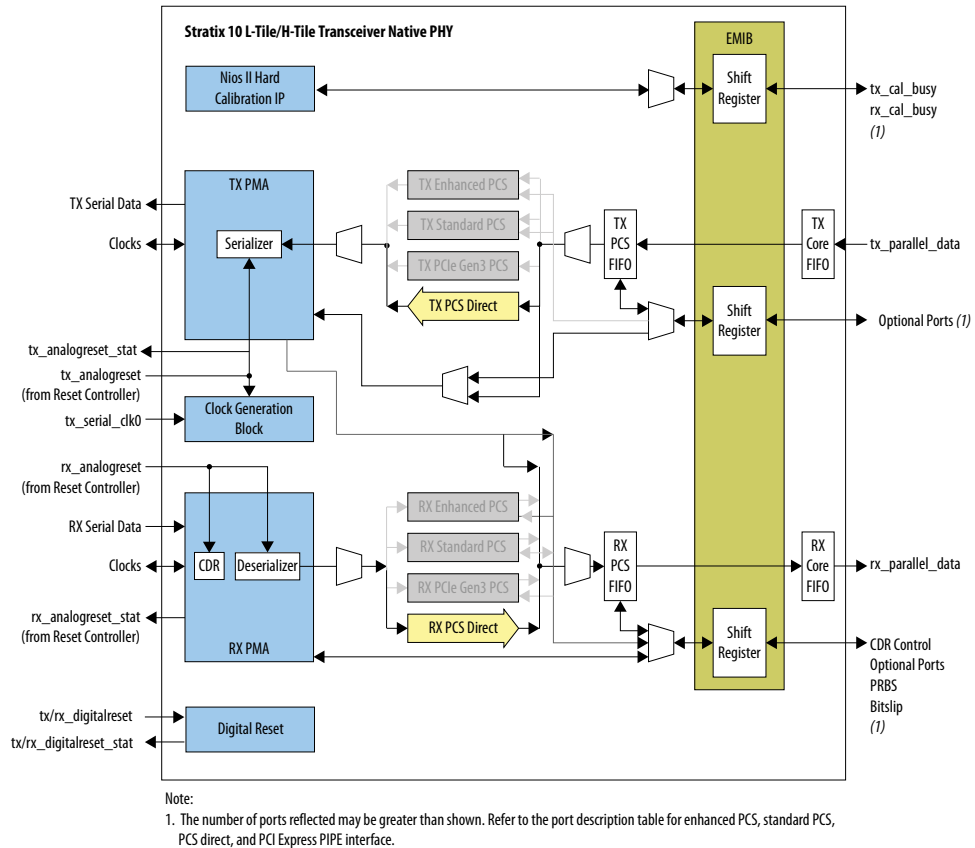 Stratix 10 L-Tile/H-Tile Transceiver Native PHY
EMIB
Nios II Hard
Calibration IP
Shift
Register
tx_cal_busy
rx_cal_busy
(1)
TX PMA
TX Serial Data
Clocks
Serializer
TX Enhanced PCS
TX Standard PCS
TX PCIe Gen3 PCS
TX PCS Direct
TX
PCS
FIFO
TX
Core
FIFO
tx_parallel_data
Shift
Register
Optional Ports (1)
tx_analogreset_stat
tx_analogreset
(from Reset Controller)
tx_serial_clk0
Clock Generation
Block
rx_analogreset
(from Reset Controller)
RX Serial Data
Clocks
CDR
Deserializer
rx_analogreset_stat
(from Reset Controller)
RX PMA
RX Enhanced PCS
RX Standard PCS
RX PCIe Gen3 PCS
RX PCS Direct
RX
PCS
FIFO
RX
Core
FIFO
rx_parallel_data
Shift
Register
CDR Control
Optional Ports
PRBS
Bitslip
(1)
tx/rx_digitalreset
tx/rx_digitalreset_stat
Digital Reset
Note:
1. The number of ports reflected may be greater than shown. Refer to the port description table for enhanced PCS, standard PCS,
PCS direct, and PCI Express PIPE interface.